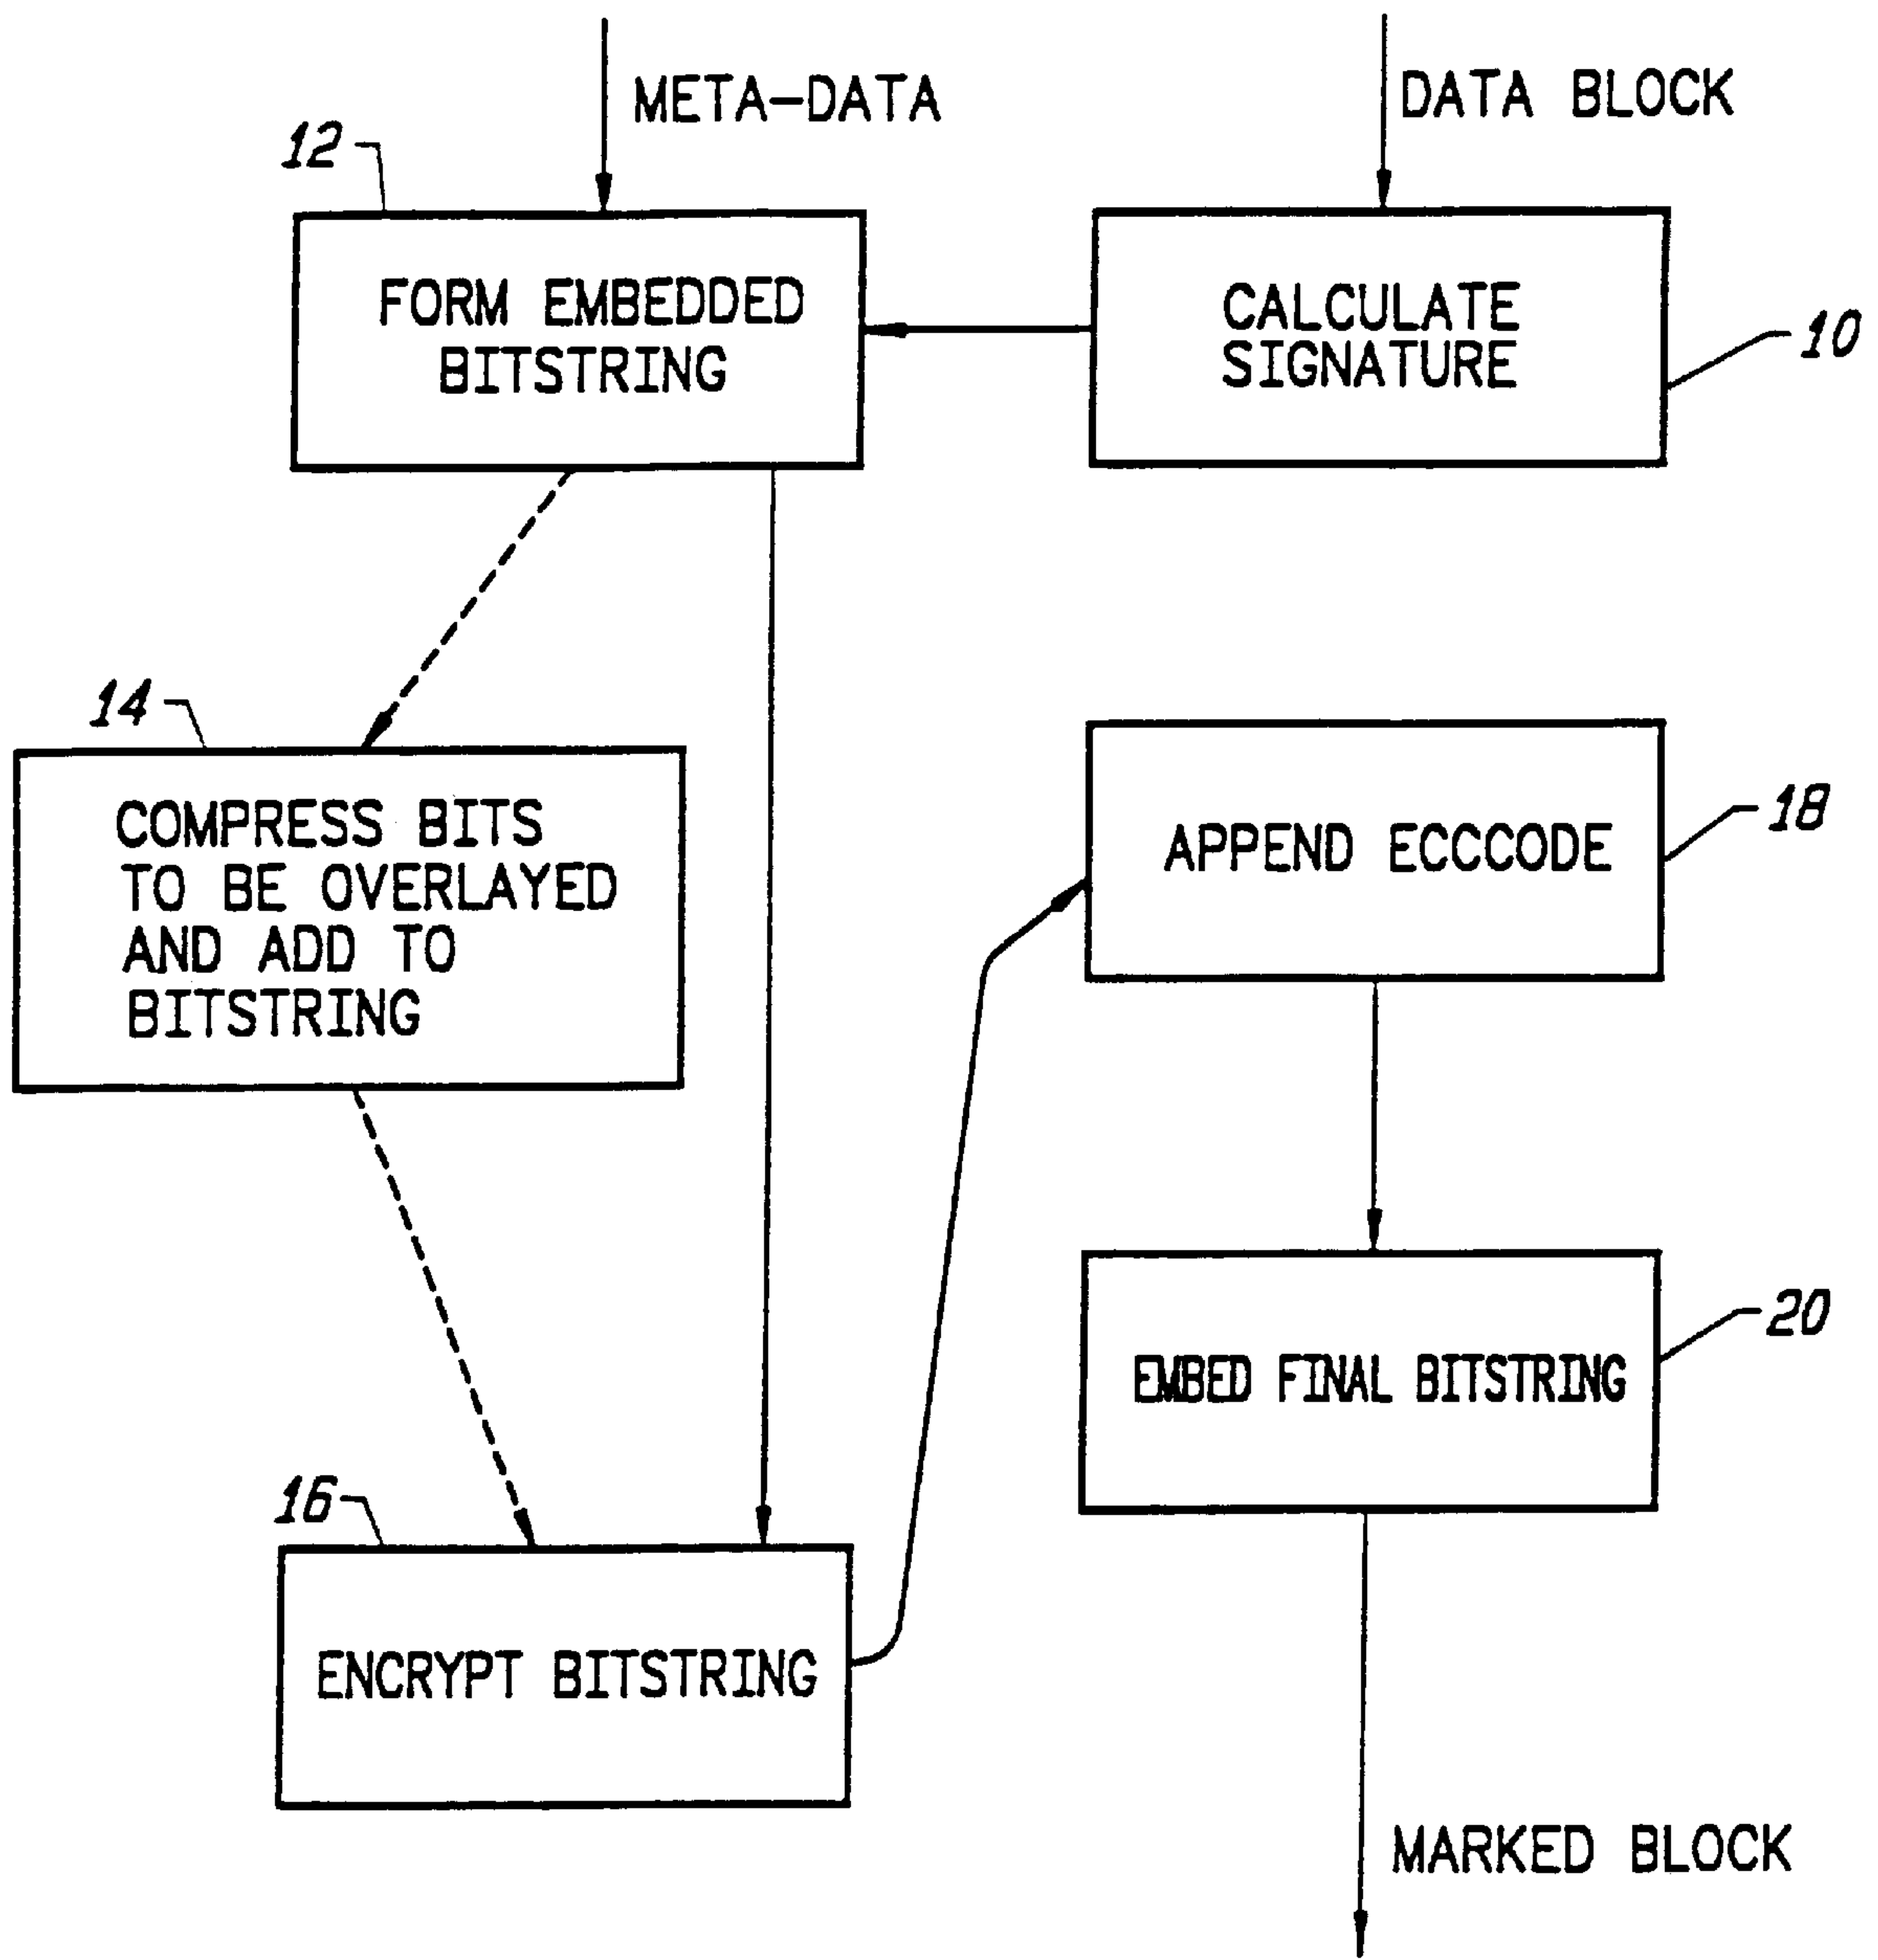 META-DATA
DATA BLOCK
12
FORM EMBEDDED
BITSTRING
CALCULATE
SIGNATURE
10
14
COMPRESS BITS
TO BE OVERLAYED
AND ADD TO
BITSTRING
APPEND ECCCODE
18
EMBED FINAL BITSTRING
20
16
ENCRYPT BITSTRING
MARKED BLOCK